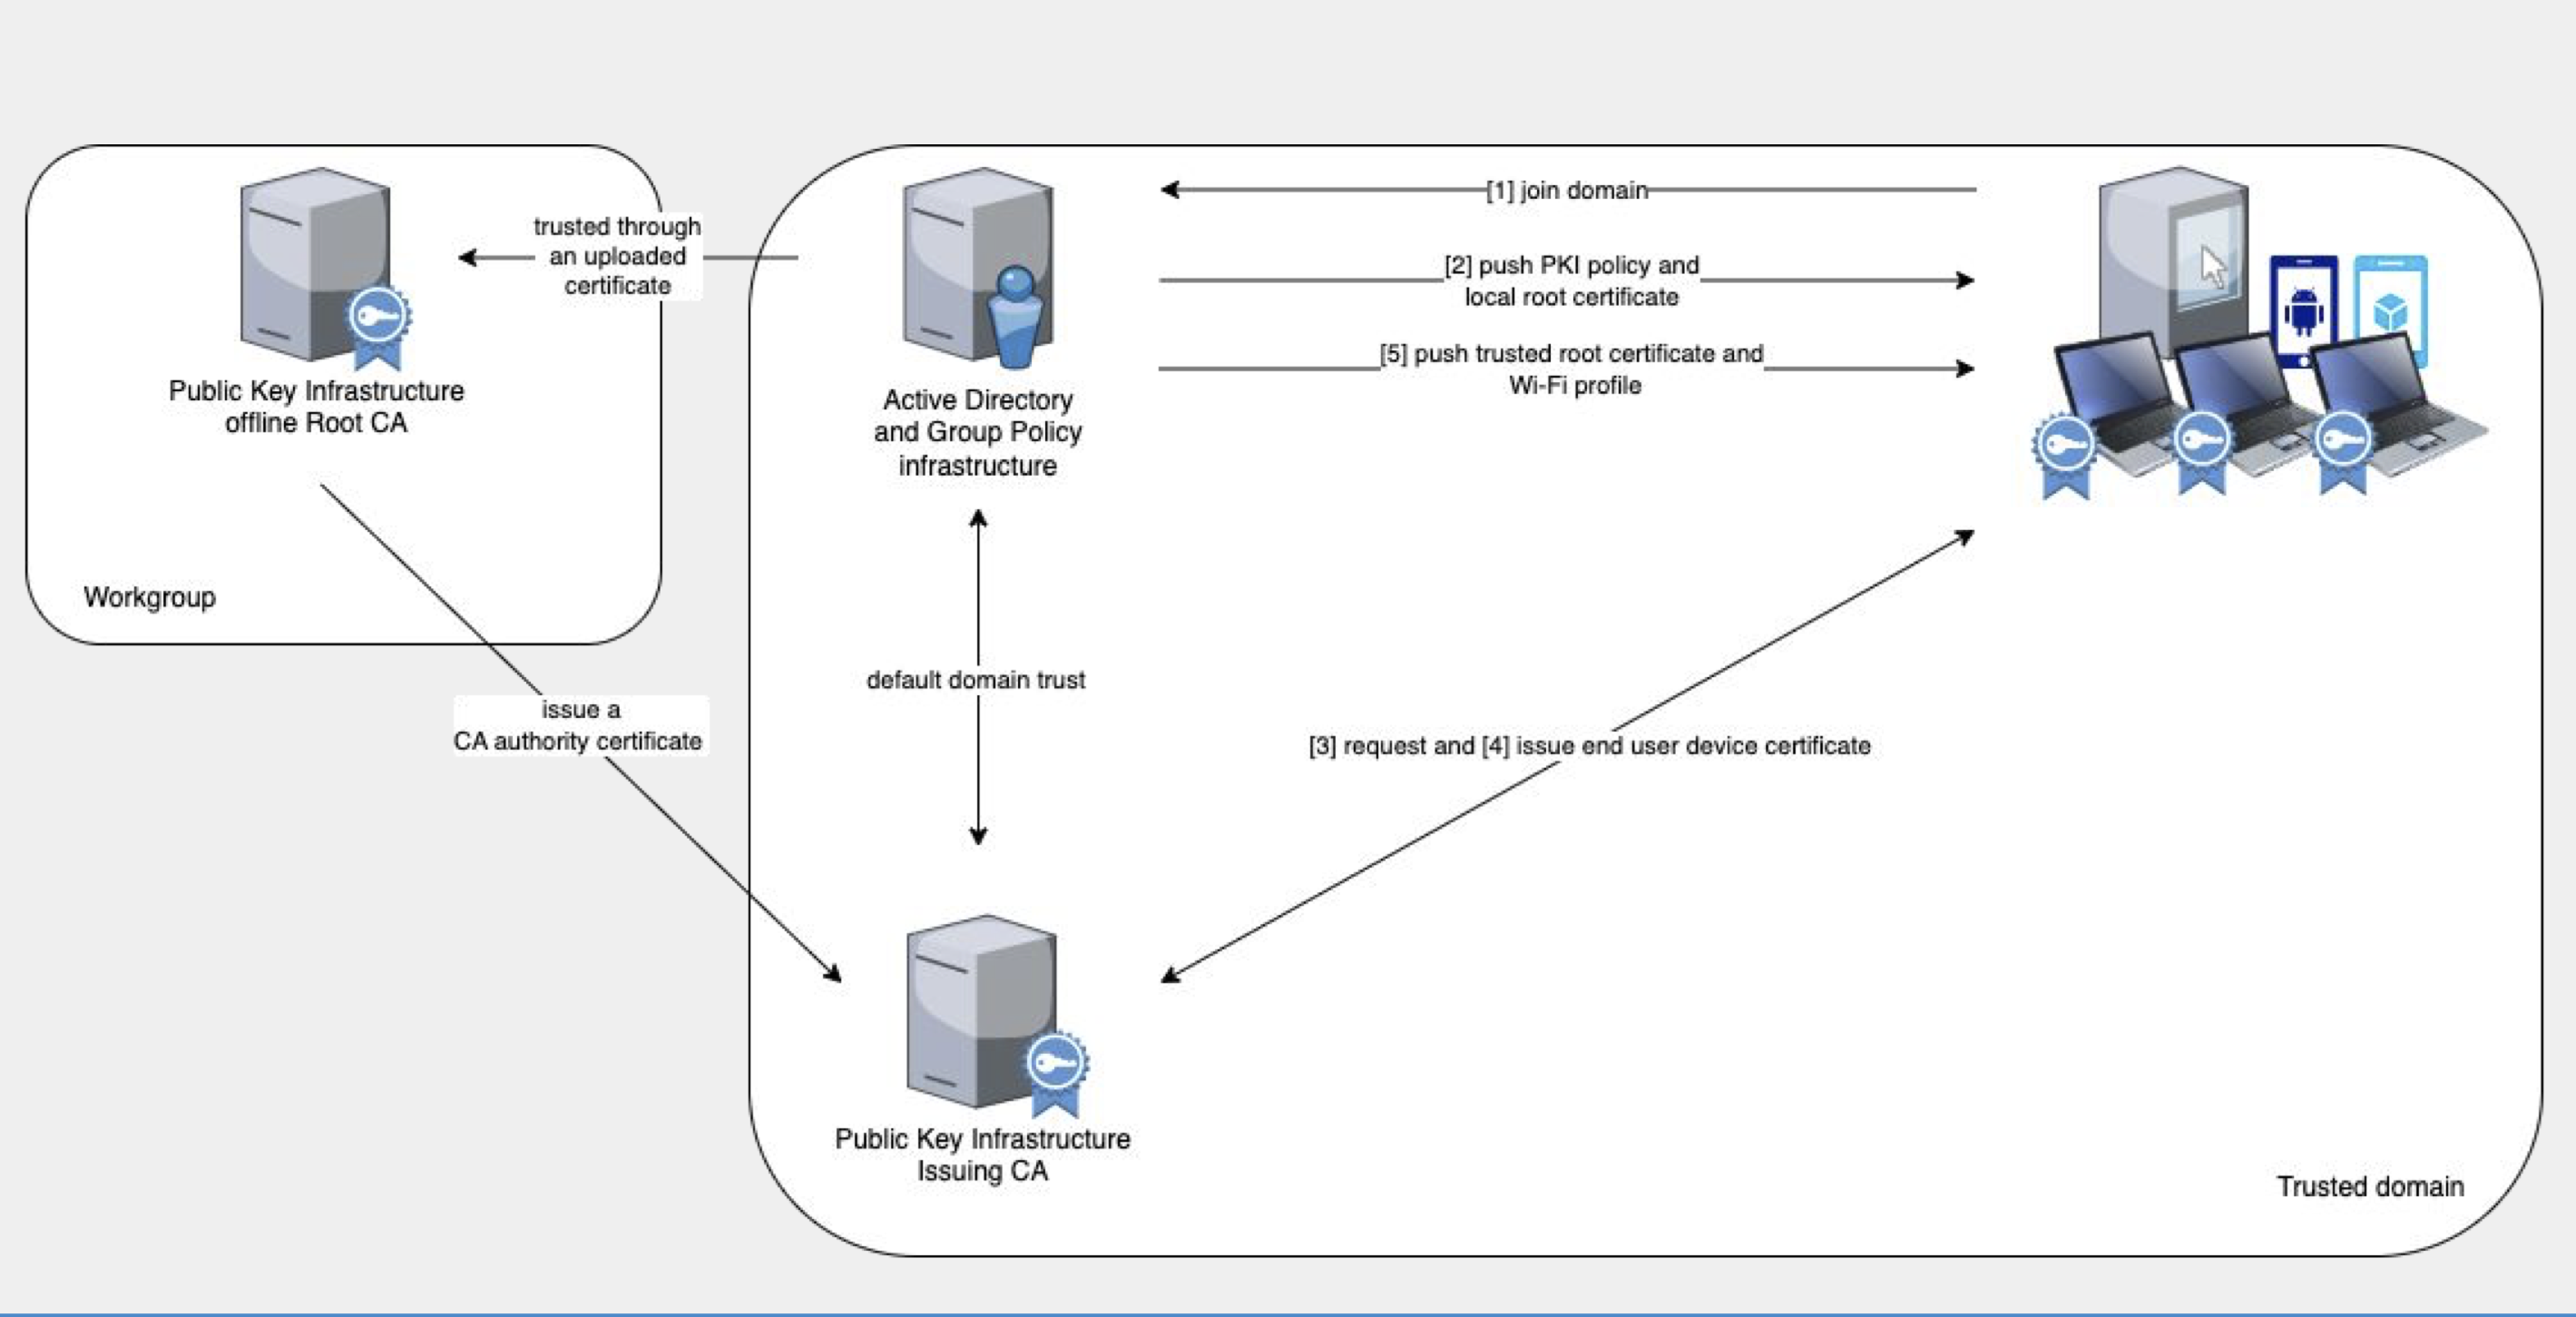 trusted through
an uploaded
certificate
Public Key Infrastructure
offline Root CA
Workgroup
issue a
CA authority certificate
Active Directory
and Group Policy
infrastructure
[1] join domain
[2] push PKI policy and
local root certificate
[5] push trusted root certificate and
Wi-Fi profile
default domain trust
[3] request and [4] issue end user device certificate
Public Key Infrastructure
Issuing CA
Trusted domain